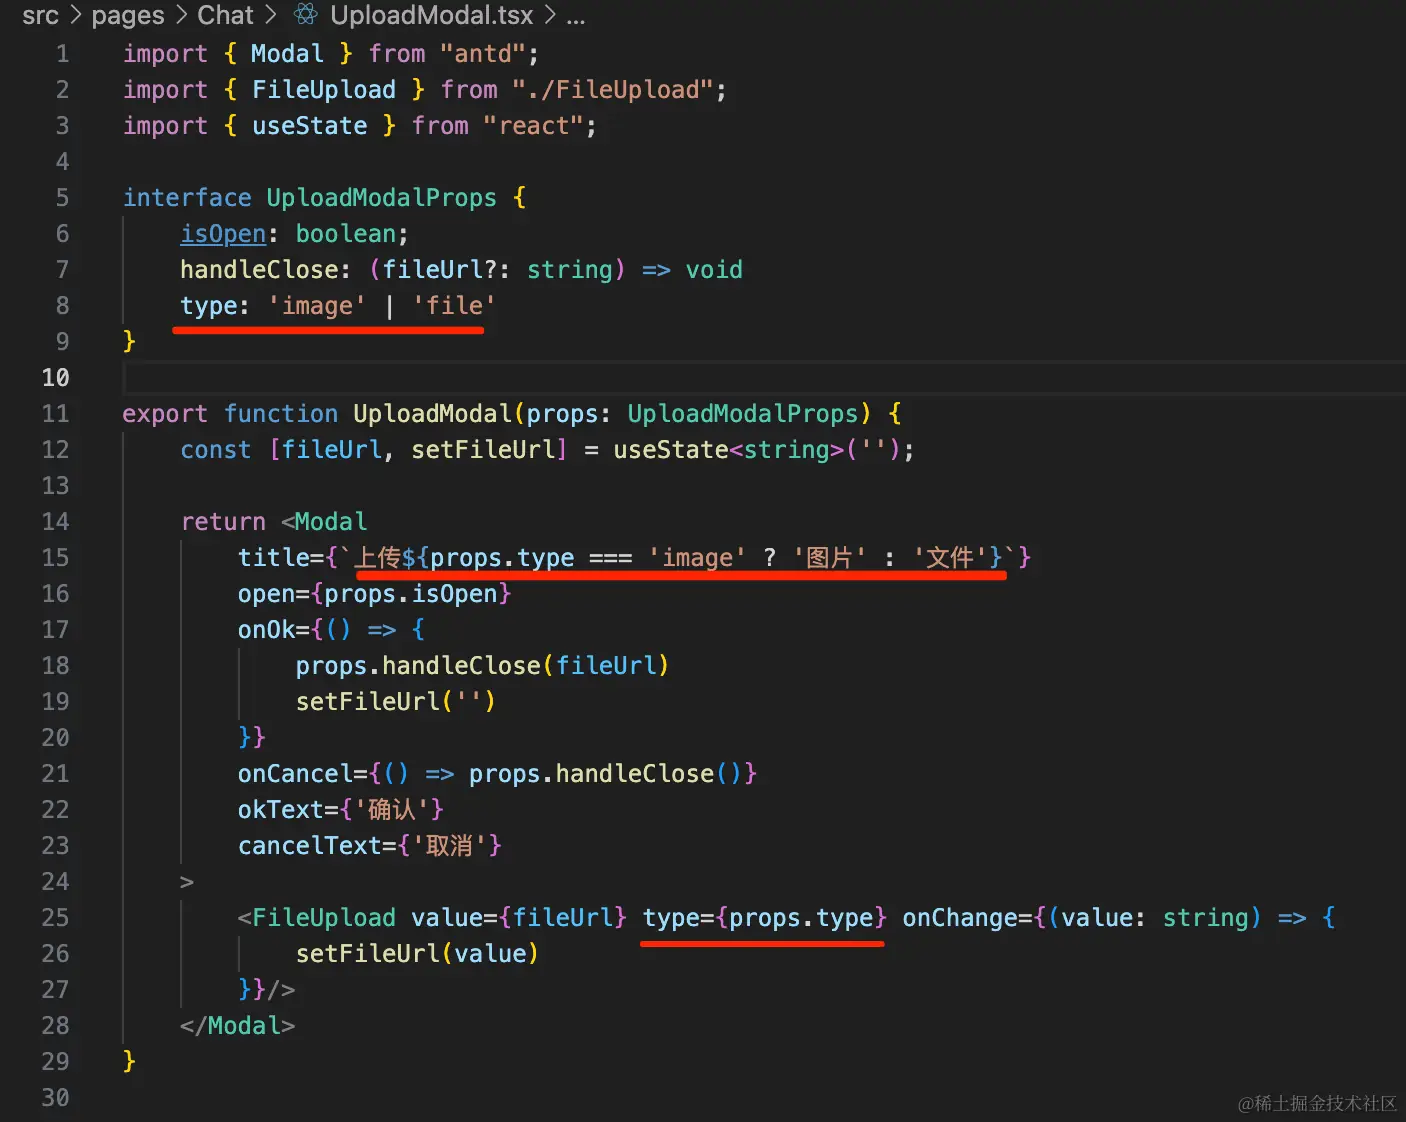 src > pages > Chat > UploadModal.tsx > ...
1 import { Modal } from "antd";
2 import { FileUpload } from "./FileUpload";
3 import { useState } from "react";
4
5 interface UploadModalProps {
6     isOpen: boolean;
7     handleClose: (fileUrl?: string) => void
8     type: 'image' | 'file'
9 }
10
11 export function UploadModal(props: UploadModalProps) {
12     const [fileUrl, setFileUrl] = useState<string>('');
13
14     return <Modal
15         title={`上传${props.type === 'image' ? '图片' : '文件'}`}
16         open={props.isOpen}
17         onOk={() => {
18             props.handleClose(fileUrl)
19             setFileUrl('')
20         }}
21         onCancel={() => props.handleClose()}
22         okText={'确认'}
23         cancelText={'取消'}
24     >
25         <FileUpload value={fileUrl} type={props.type} onChange={(value: string) => {
26             setFileUrl(value)
27         }}/>
28     </Modal>
29 }
30
@稀土掘金技术社区